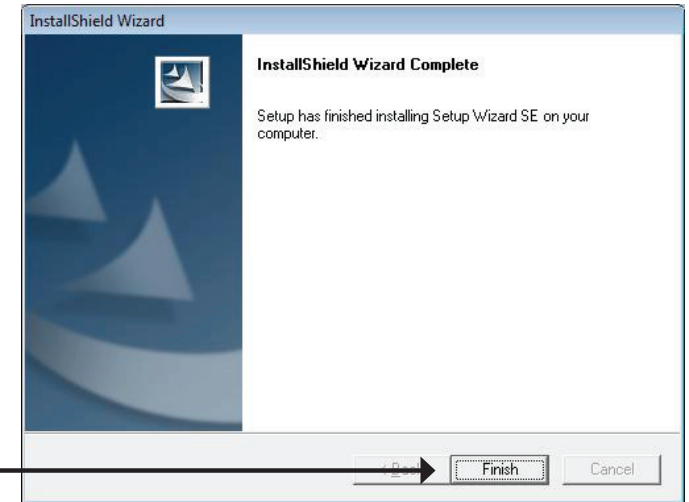 InstallShield Wizard
InstallShield Wizard Complete
Setup has finished installing Setup Wizard SE on your
computer.
Finish
Cancel